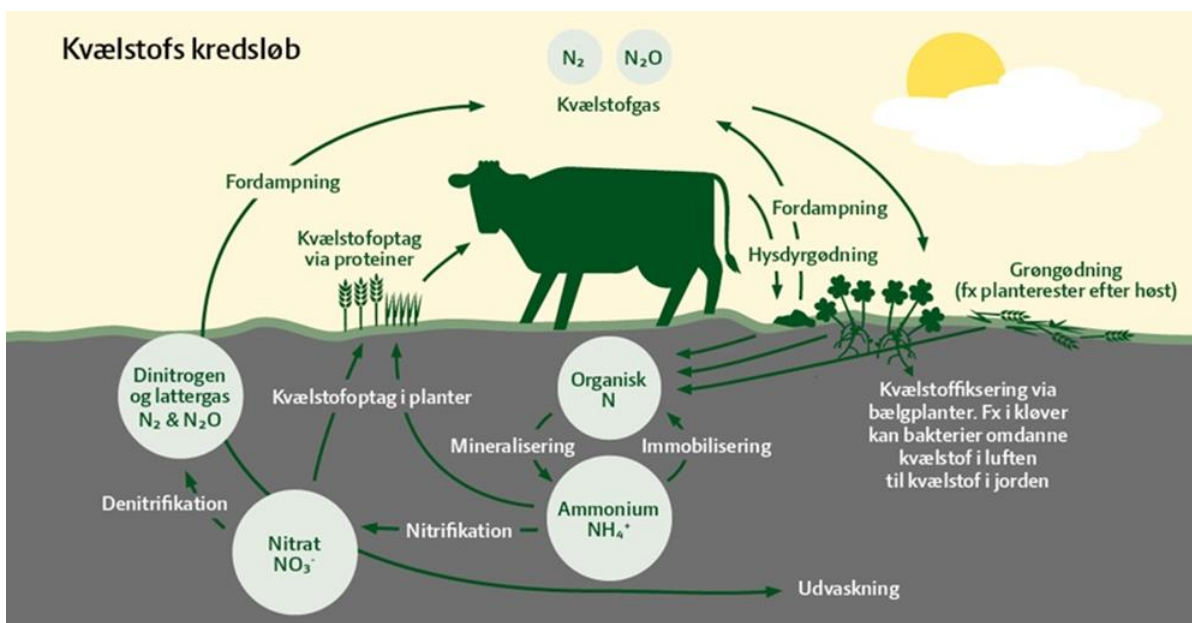 Kvælstofs kredsløb
N₂
N₂O
Kvælstofgas
Fordampning
Fordampning
Kvælstofoptag
via proteiner
Hysdyrgødning
Grøngødning
(fx planterester efter høst)
Dinitrogen
og lattergas
N₂ & N₂O
Kvælstofoptag i planter
Organisk
N
Kvælstoffiksering via
bælgplanter. Fx i kløver
kan bakterier omdanne
kvælstof i luften
til kvælstof i jorden
Mineralisering
Immobilisering
Denitrifikation
Ammonium
NH₄⁺
Nitrifikation
Nitrat
NO₃⁻
Udvaskning